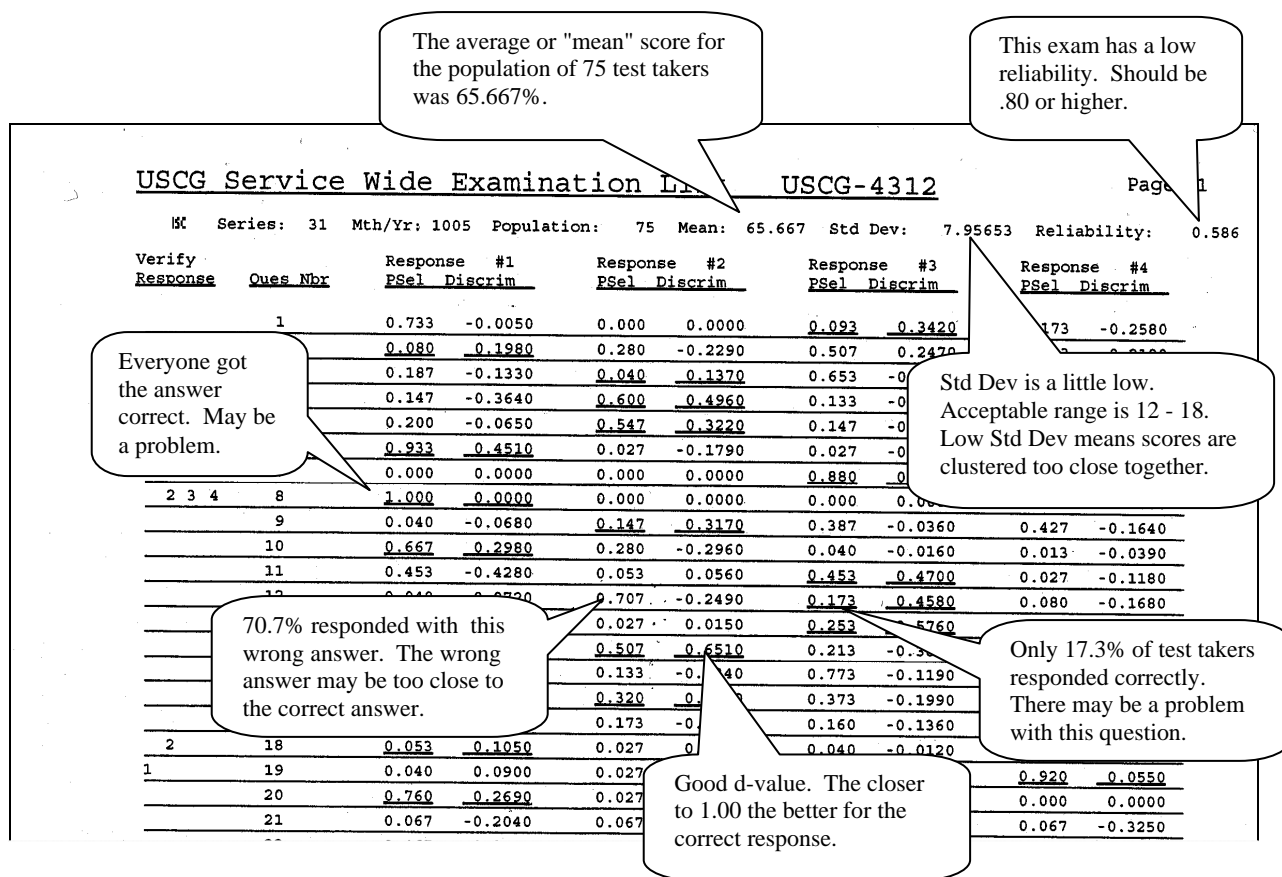 The average or "mean" score for
the population of 75 test takers
was 65.667%.
This exam has a low
reliability. Should be
.80 or higher.
USCG Service Wide Examination USCG-4312 1
ISC Series: 31 Mth/Yr: 1005 Population: 75 Mean: 65.667 Std Dev: 7.95653 Reliability: 0.586
Verify Response #1 Response #2 Response #3 Response #4
Response Ques Nbr PSel Discrim PSel Discrim PSel Discrim PSel Discrim
1 0.733 -0.0050 0.000 0.0000 0.093 0.3420 -0.2580
0.080 0.1980 0.280 -0.2290 0.507 0.2470
0.187 -0.1330 0.040 0.1370 0.653
0.147 -0.3640 0.600 0.4960 0.133
0.200 -0.0650 0.547 0.3220 0.147
0.933 0.4510 0.027 -0.1790 0.027
0.000 0.0000 0.000 0.0000 0.880
2 3 4 8 1.000 0.0000 0.000 0.0000 0.000
9 0.040 -0.0680 0.147 0.3170 0.387 -0.0360 0.427 -0.1640
10 0.667 0.2980 0.280 -0.2960 0.040 -0.0160 0.013 -0.0390
11 0.453 -0.4280 0.053 0.0560 0.453 0.4700 0.027 -0.1180
0.707 -0.2490 0.173 0.4580 0.080 -0.1680
0.027 0.0150 0.253
0.507 0.6510 0.213
0.133 0.773 -0.1190
0.320 0.373 -0.1990
0.173 0.160 -0.1360
2 18 0.053 0.1050 0.027 0.040 -0.0120
1 19 0.040 0.0900 0.027 0.920 0.0550
20 0.760 0.2690 0.027 0.000 0.0000
21 0.067 -0.2040 0.067 0.067 -0.3250
Everyone got
the answer
correct. May be
a problem.
Std Dev is a little low.
Acceptable range is 12 - 18.
Low Std Dev means scores are
clustered too close together.
70.7% responded with this
wrong answer. The wrong
answer may be too close to
the correct answer.
Only 17.3% of test takers
responded correctly.
There may be a problem
with this question.
Good d-value. The closer
to 1.00 the better for the
correct response.